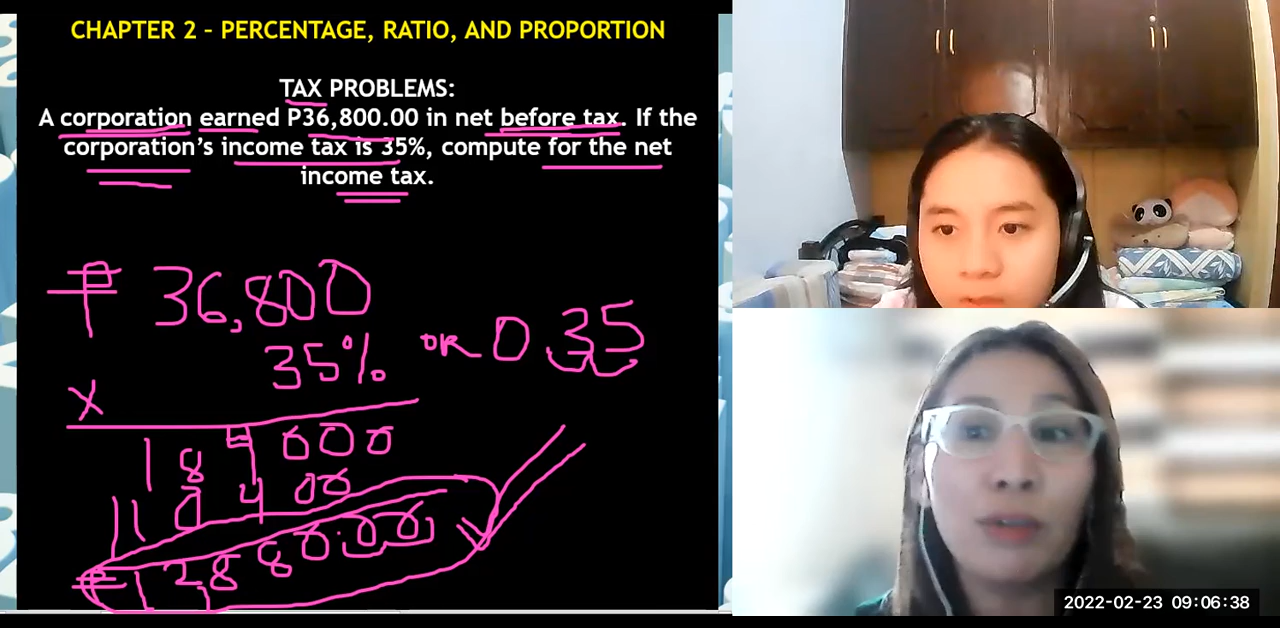 CHAPTER 2 – PERCENTAGE, RATIO, AND PROPORTION
TAX PROBLEMS:
A corporation earned P36,800.00 in net before tax. If the
corporation's income tax is 35%, compute for the net
income tax.
₱ 36,800
35% OR 0.35
X
184000
110400
₱ 12,880.00
2022-02-23 09:06:38